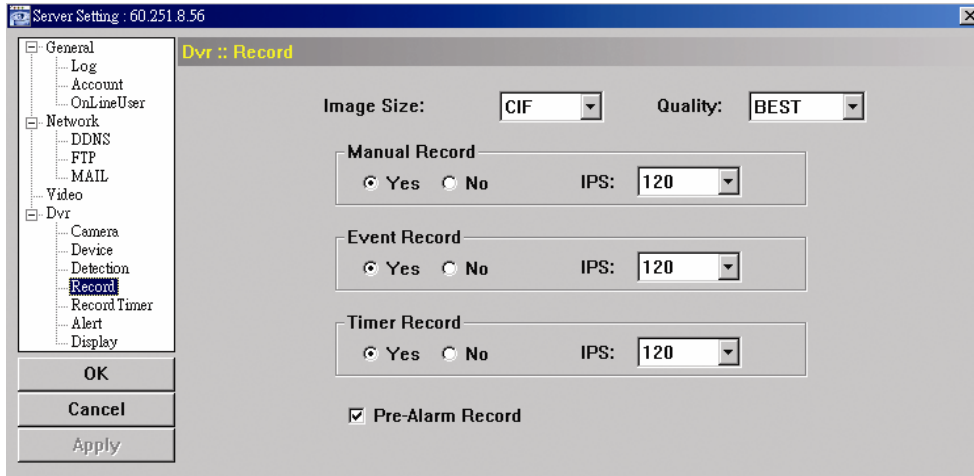 Server Setting : 60.251.8.56
General
Log
Account
OnLineUser
Network
DDNS
FTP
MAIL
Video
Dvr
Camera
Device
Detection
Record
Record Timer
Alert
Display
OK
Cancel
Apply
Dvr :: Record
Image Size: CIF Quality: BEST
Manual Record
Yes No IPS: 120
Event Record
Yes No IPS: 120
Timer Record
Yes No IPS: 120
Pre-Alarm Record